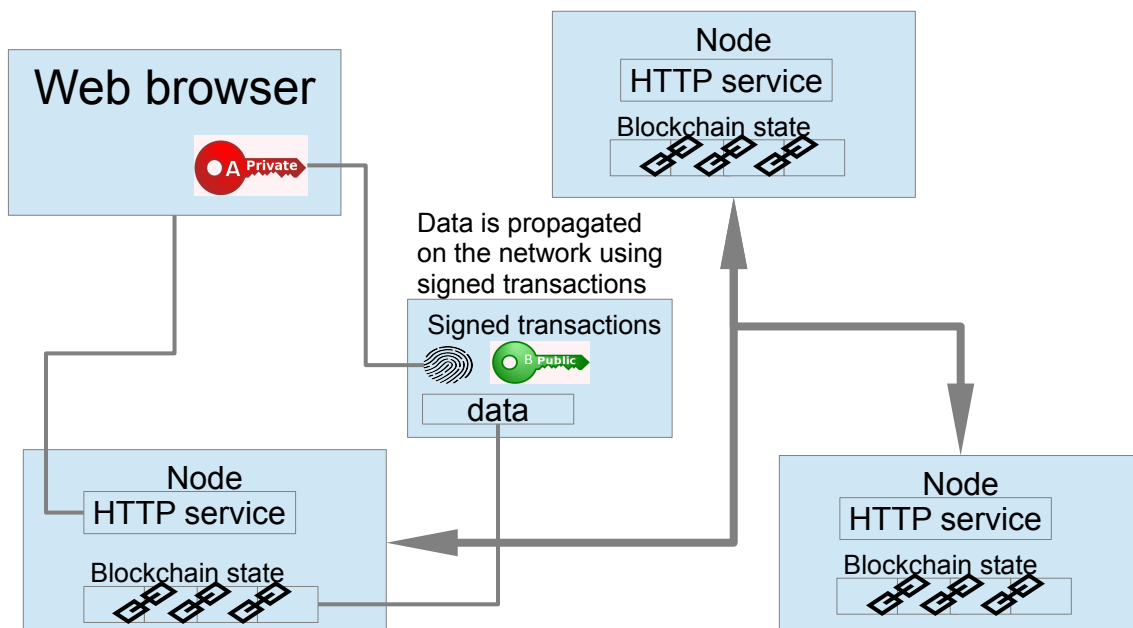 Web browser
A Private
Node
HTTP service
Blockchain state
Data is propagated
on the network using
signed transactions
Signed transactions
B Public
data
Node
HTTP service
Blockchain state
Node
HTTP service
Blockchain state